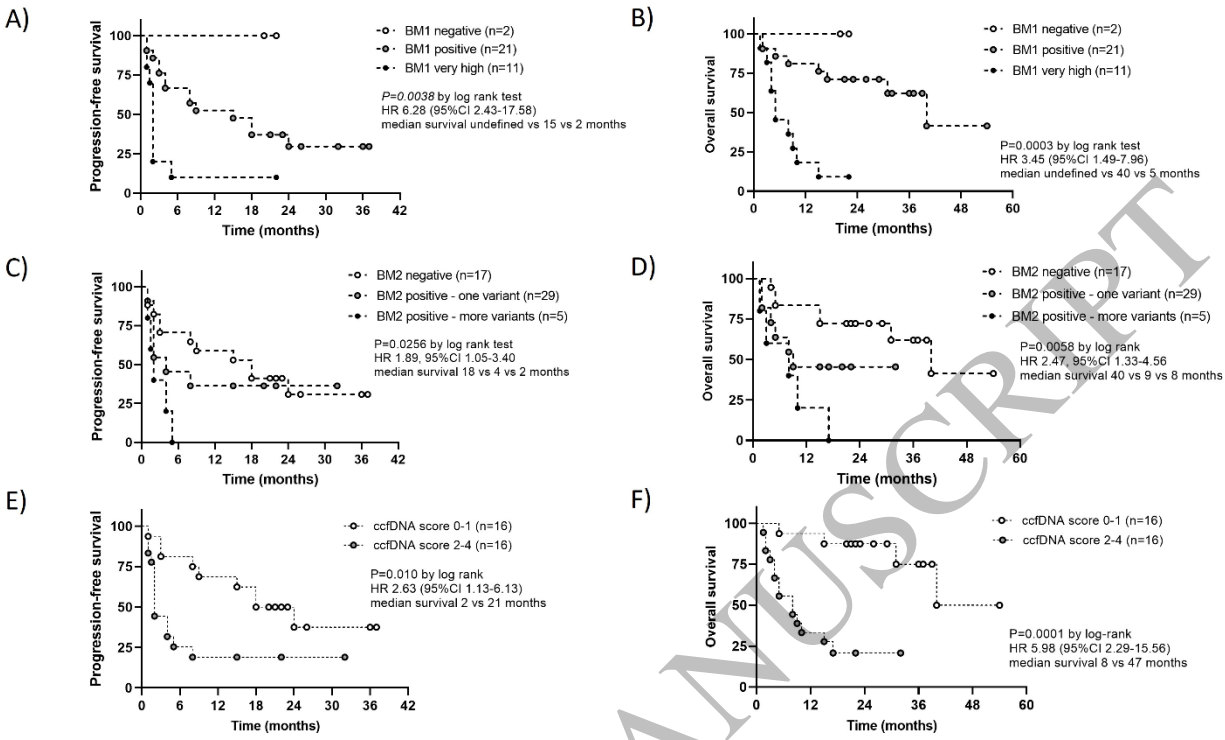 A)
Progression-free survival
100
75
50
25
0
0 6 12 18 24 30 36 42
Time (months)
BM1 negative (n=2)
BM1 positive (n=21)
BM1 very high (n=11)
P=0.0038 by log rank test
HR 6.28 (95%CI 2.43-17.58)
median survival undefined vs 15 vs 2 months
B)
Overall survival
100
75
50
25
0
0 12 24 36 48 60
Time (months)
BM1 negative (n=2)
BM1 positive (n=21)
BM1 very high (n=11)
P=0.0003 by log rank test
HR 3.45 (95%CI 1.49-7.96)
median undefined vs 40 vs 5 months
C)
Progression-free survival
100
75
50
25
0
0 6 12 18 24 30 36 42
Time (months)
BM2 negative (n=17)
BM2 positive - one variant (n=29)
BM2 positive - more variants (n=5)
P=0.0256 by log rank test
HR 1.89, 95%CI 1.05-3.40
median survival 18 vs 4 vs 2 months
D)
Overall survival
100
75
50
25
0
0 12 24 36 48 60
Time (months)
BM2 negative (n=17)
BM2 positive - one variant (n=29)
BM2 positive - more variants (n=5)
P=0.0058 by log rank
HR 2.47, 95%CI 1.33-4.56
median survival 40 vs 9 vs 8 months
E)
Progression-free survival
100
75
50
25
0
0 6 12 18 24 30 36 42
Time (months)
ccfDNA score 0-1 (n=16)
ccfDNA score 2-4 (n=16)
P=0.010 by log rank
HR 2.63 (95%CI 1.13-6.13)
median survival 2 vs 21 months
F)
Overall survival
100
75
50
25
0
0 12 24 36 48 60
Time (months)
ccfDNA score 0-1 (n=16)
ccfDNA score 2-4 (n=16)
P=0.0001 by log-rank
HR 5.98 (95%CI 2.29-15.56)
median survival 8 vs 47 months
ANUSCRIPT